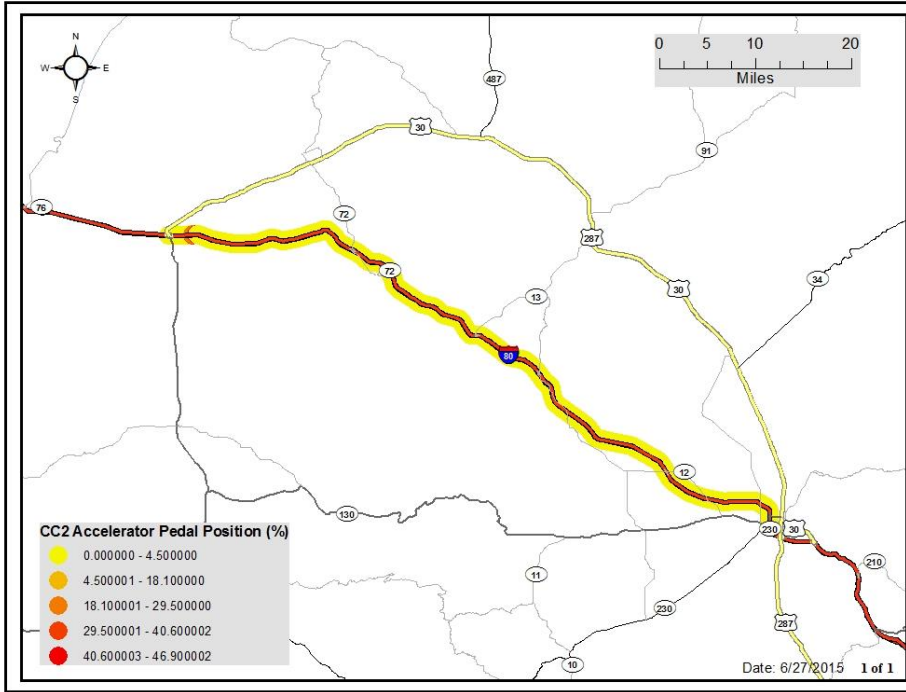 N
W E
S
0 5 10 20
Miles
487
30
91
76
72
287
72
34
13
30
80
12
130
230
30
210
11
230
287
10
CC2 Accelerator Pedal Position (%)
0.000000 - 4.500000
4.500001 - 18.100000
18.100001 - 29.500000
29.500001 - 40.600002
40.600003 - 46.900002
Date: 6/27/2015 1 of 1